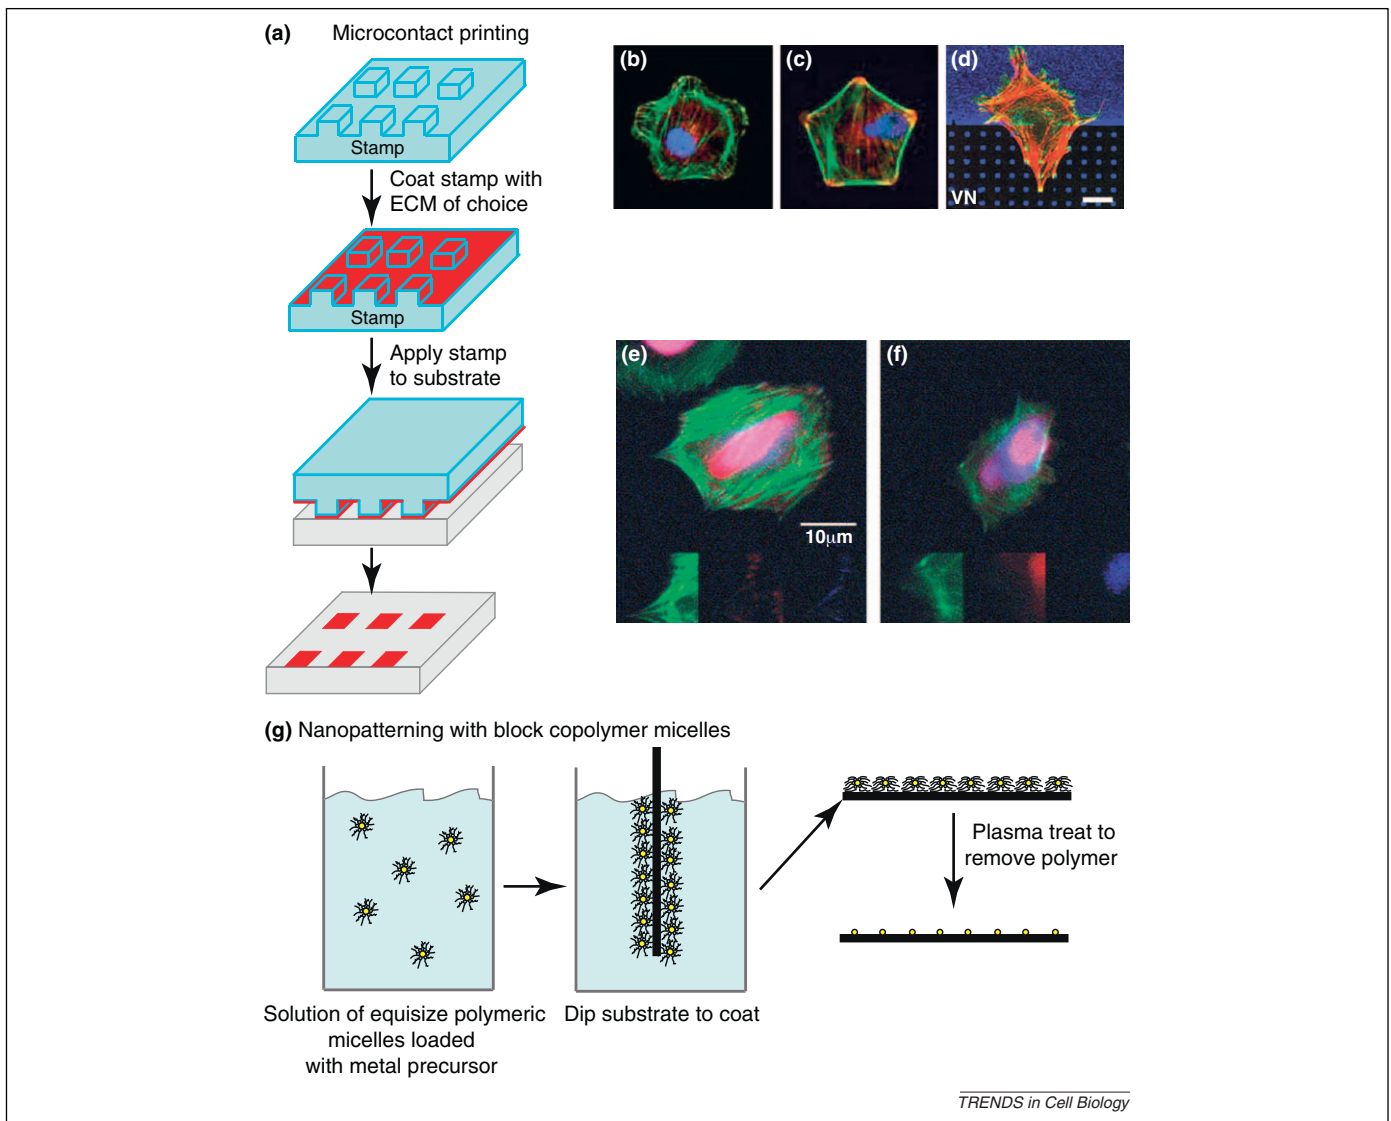 (a) Microcontact printing
Stamp
Coat stamp with
ECM of choice
Stamp
Apply stamp
to substrate
(b)
(c)
(d)
VN
(e)
10μm
(f)
(g) Nanopatterning with block copolymer micelles
Solution of equisize polymeric
micelles loaded
with metal precursor
Dip substrate to coat
Plasma treat to
remove polymer
TRENDS in Cell Biology